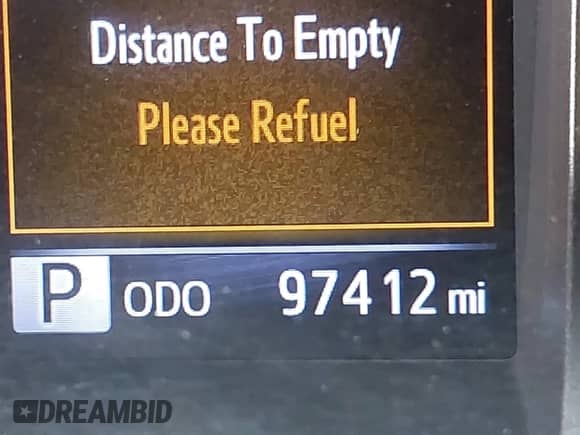 Distance To Empty
Please Refuel
P ODO 97412 mi
DREAMBID